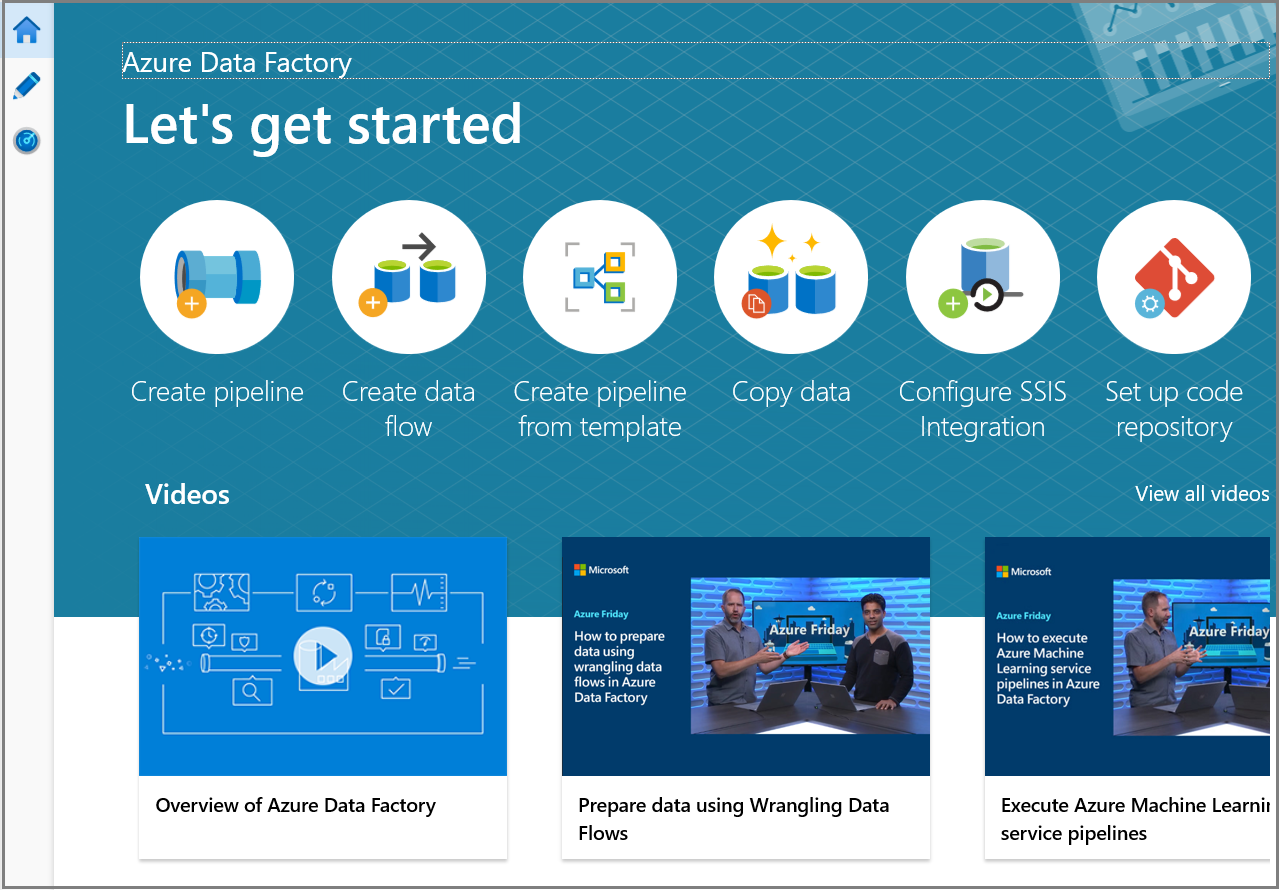 Azure Data Factory
Let's get started
Create pipeline
Create data
flow
Create pipeline
from template
Copy data
Configure SSIS
Integration
Set up code
repository
Videos
View all videos
Microsoft
Azure Friday
How to prepare
data using
wrangling data
flows in Azure
Data Factory
Azure Friday
Microsoft
Azure Friday
How to execute
Azure Machine
Learning service
pipelines in Azure
Data Factory
Azure Friday
Overview of Azure Data Factory
Prepare data using Wrangling Data
Flows
Execute Azure Machine Learnin
service pipelines